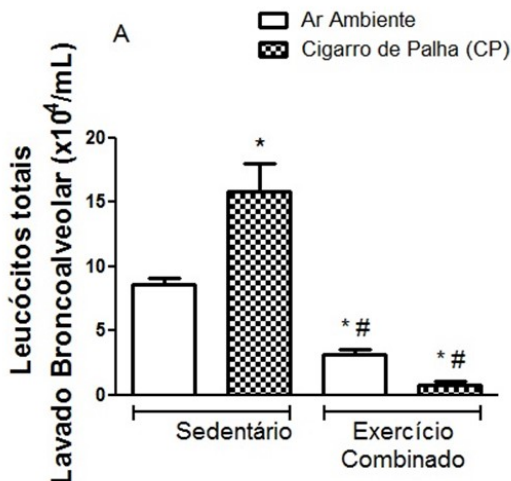 A
Ar Ambiente
Cigarro de Palha (CP)
Leucócitos totais
Lavado Broncoalveolar (x10⁴/mL)
20
15
10
5
0
*
* #
* #
Sedentário
Exercício
Combinado